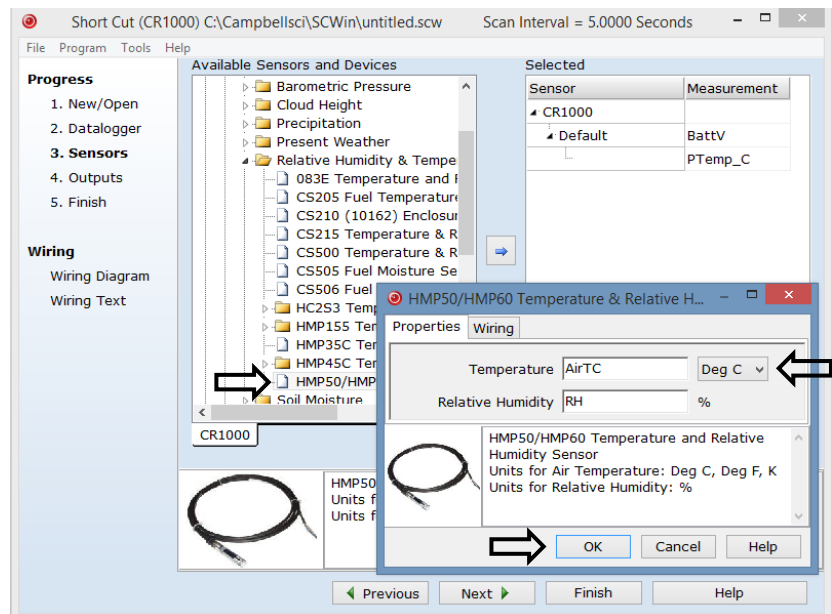 Short Cut (CR1000) C:\Campbellsci\SCWin\untitled.scw Scan Interval = 5.0000 Seconds
File Program Tools Help
Progress
1. New/Open
2. Datalogger
3. Sensors
4. Outputs
5. Finish
Wiring
Wiring Diagram
Wiring Text
Available Sensors and Devices
Barometric Pressure
Cloud Height
Precipitation
Present Weather
Relative Humidity & Tempe
083E Temperature and R
CS205 Fuel Temperature
CS210 (10162) Enclosur
CS215 Temperature & R
CS500 Temperature & R
CS505 Fuel Moisture Se
CS506 Fuel
HC2S3 Temp
HMP155 Ter
HMP35C Ter
HMP45C Ter
HMP50/HMP
Soil Moisture
CR1000
Selected
Sensor Measurement
CR1000
Default BattV
PTemp_C
HMP50
Units f
Units f
HMP50/HMP60 Temperature & Relative H...
Properties Wiring
Temperature AirTC Deg C
Relative Humidity RH %
HMP50/HMP60 Temperature and Relative
Humidity Sensor
Units for Air Temperature: Deg C, Deg F, K
Units for Relative Humidity: %
OK Cancel Help
Previous Next Finish Help